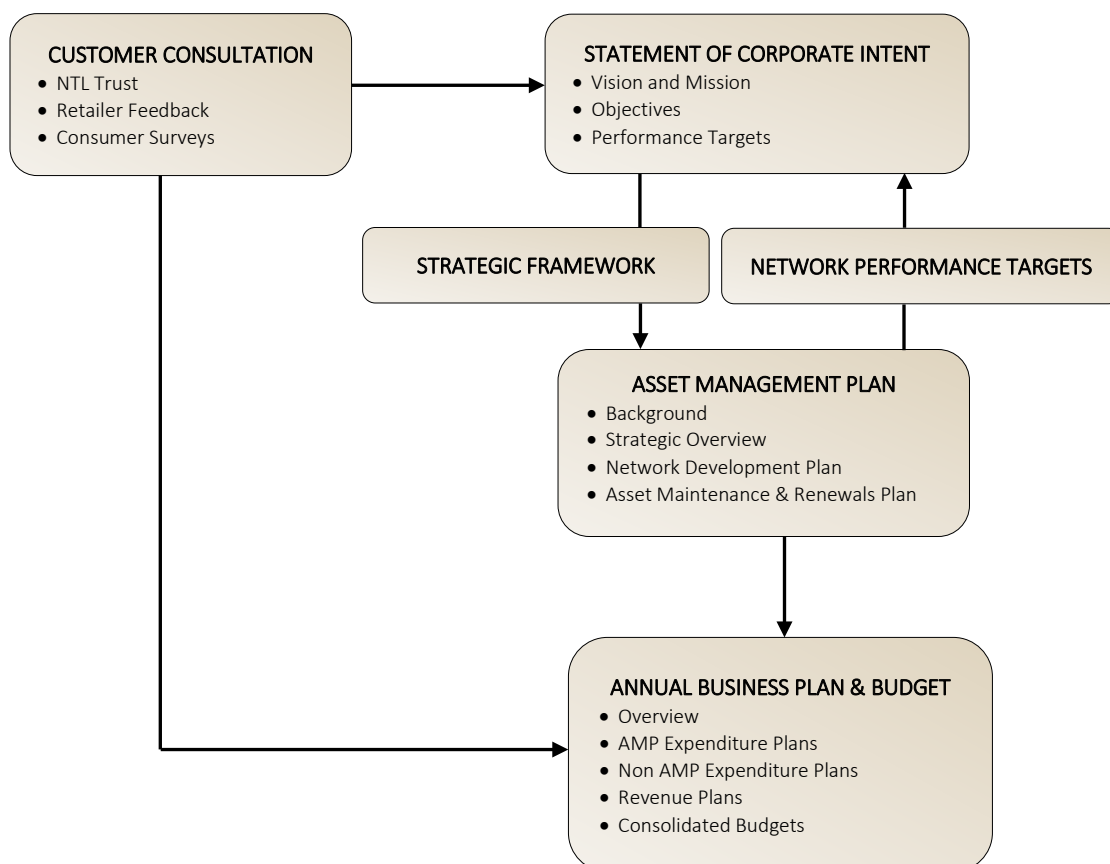 CUSTOMER CONSULTATION
• NTL Trust
• Retailer Feedback
• Consumer Surveys
STATEMENT OF CORPORATE INTENT
• Vision and Mission
• Objectives
• Performance Targets
STRATEGIC FRAMEWORK
NETWORK PERFORMANCE TARGETS
ASSET MANAGEMENT PLAN
• Background
• Strategic Overview
• Network Development Plan
• Asset Maintenance & Renewals Plan
ANNUAL BUSINESS PLAN & BUDGET
• Overview
• AMP Expenditure Plans
• Non AMP Expenditure Plans
• Revenue Plans
• Consolidated Budgets